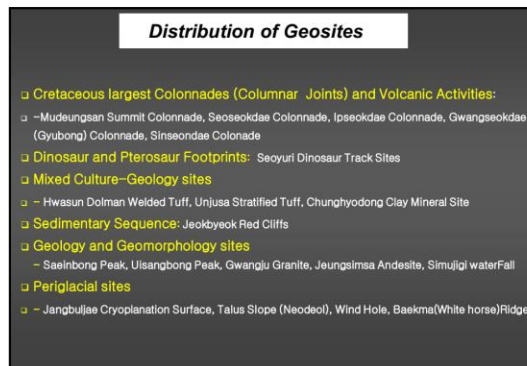 Distribution of Geosites
□ Cretaceous largest Colonnades (Columnar Joints) and Volcanic Activities:
□ -Mudeungsan Summit Colonnade, Seoseokdae Colonnade, Ipseokdae Colonnade, Gwangseokdae
(Gyubong) Colonnade, Sinseondae Colonade
□ Dinosaur and Pterosaur Footprints: Seoyuri Dinosaur Track Sites
□ Mixed Culture-Geology sites
□ - Hwasun Dolman Welded Tuff, Unjusa Stratified Tuff, Chunghyodong Clay Mineral Site
□ Sedimentary Sequence: Jeokbyeok Red Cliffs
□ Geology and Geomorphology sites
- Saeinbong Peak, Uisangbong Peak, Gwangju Granite, Jeungsimsa Andesite, Simujigi waterFall
□ Periglacial sites
□ - Jangbuljae Cryoplanation Surface, Talus Slope (Neodeol), Wind Hole, Baekma(White horse)Ridge